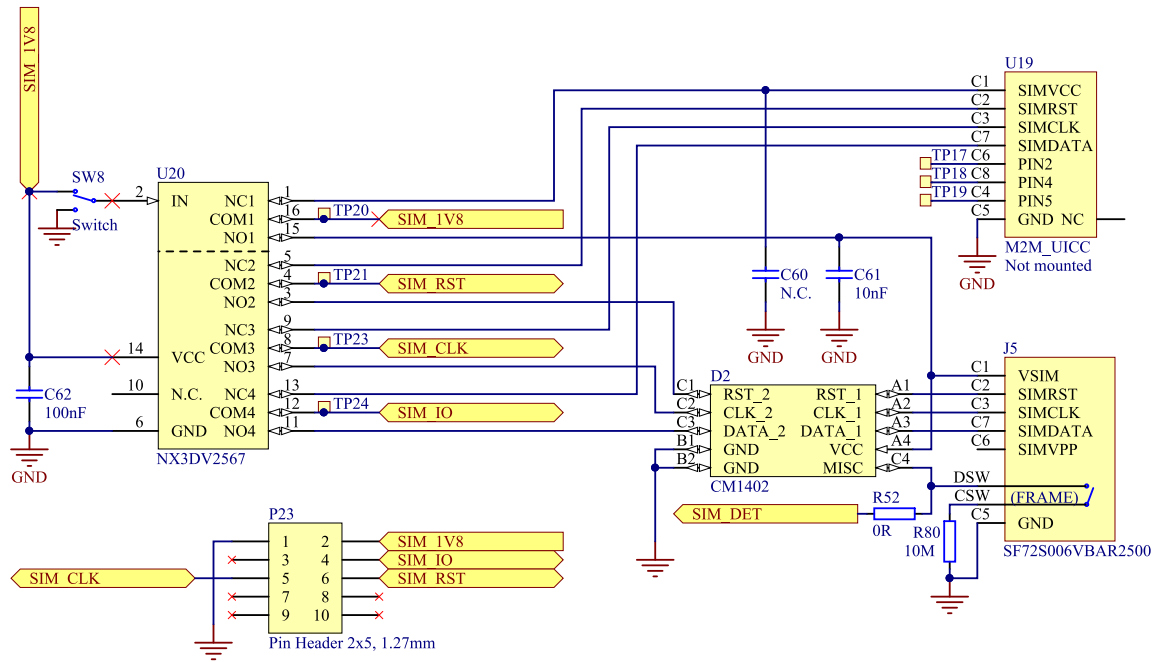 SIM_1V8
SW8
Switch
C62
100nF
GND
U20
2 IN NC1 1
COM1 16 TP20 SIM_1V8
NO1 15
NC2 5
COM2 4 TP21 SIM_RST
NO2 3
NC3 9
14 VCC COM3 8 TP23 SIM_CLK
NO3 7
10 N.C. NC4 13
COM4 12 TP24 SIM_IO
6 GND NO4 11
NX3DV2567
U19
C1 SIMVCC
C2 SIMRST
C3 SIMCLK
C7 SIMDATA
TP17 C6 PIN2
TP18 C8 PIN4
TP19 C4 PIN5
C5 GND NC
M2M_UICC
Not mounted
GND
C60
N.C.
GND
C61
10nF
GND
D2
C1 RST_2 RST_1 A1
C2 CLK_2 CLK_1 A2
C3 DATA_2 DATA_1 A3
B1 GND VCC A4
B2 GND MISC C4
CM1402
J5
C1 VSIM
C2 SIMRST
C3 SIMCLK
C7 SIMDATA
C6 SIMVPP
DSW
CSW (FRAME)
C5 GND
SF72S006VBAR2500
SIM_DET
R52
0R
R80
10M
P23
1 2 SIM_1V8
3 4 SIM_IO
SIM_CLK 5 6 SIM_RST
7 8
9 10
Pin Header 2x5, 1.27mm